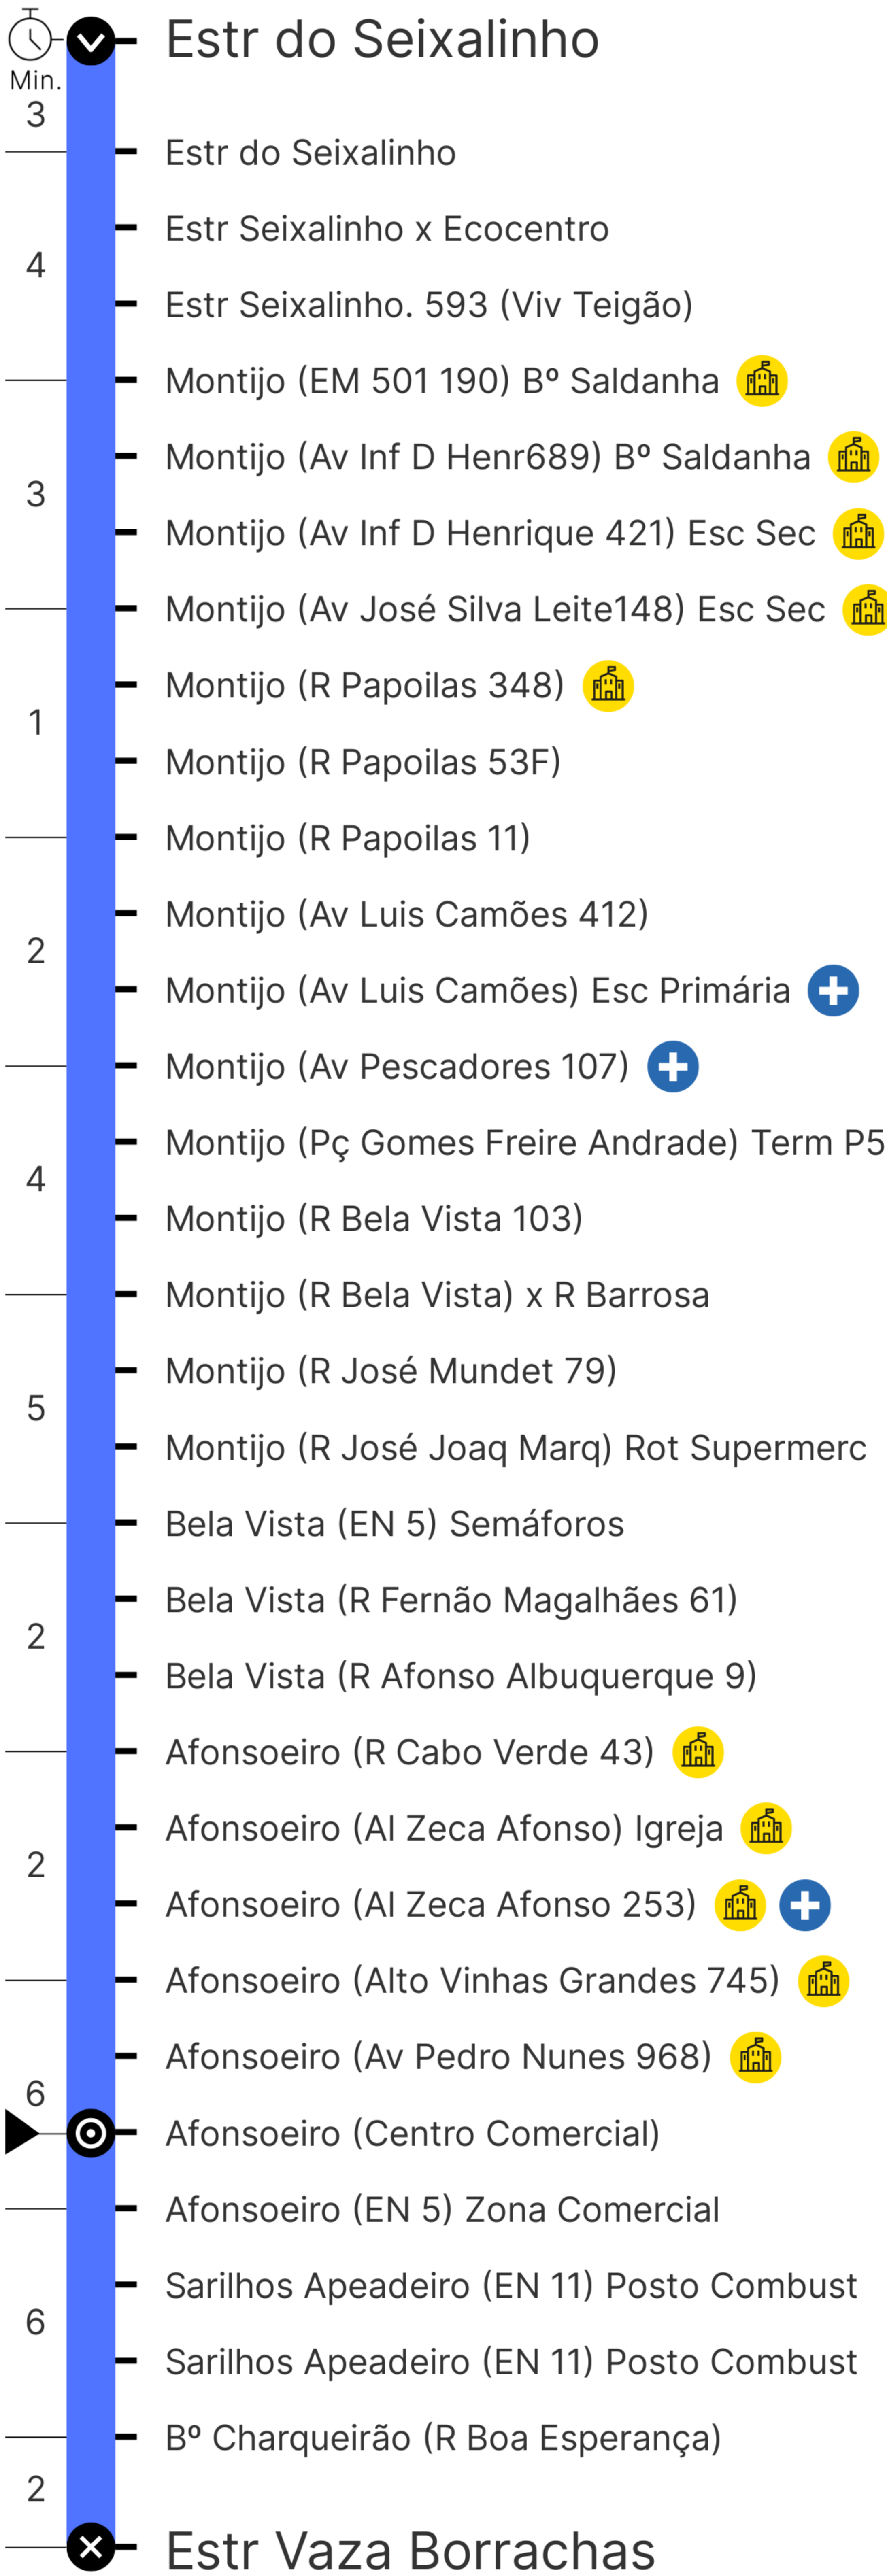 Estr do Seixalinho
Min.
3
Estr do Seixalinho
Estr Seixalinho x Ecocentro
4
Estr Seixalinho. 593 (Viv Teigão)
Montijo (EM 501 190) Bº Saldanha
Montijo (Av Inf D Henr689) Bº Saldanha
3
Montijo (Av Inf D Henrique 421) Esc Sec
Montijo (Av José Silva Leite148) Esc Sec
Montijo (R Papoilas 348)
1
Montijo (R Papoilas 53F)
Montijo (R Papoilas 11)
Montijo (Av Luis Camões 412)
2
Montijo (Av Luis Camões) Esc Primária
Montijo (Av Pescadores 107)
Montijo (Pç Gomes Freire Andrade) Term P5
4
Montijo (R Bela Vista 103)
Montijo (R Bela Vista) x R Barrosa
Montijo (R José Mundet 79)
5
Montijo (R José Joaq Marq) Rot Supermerc
Bela Vista (EN 5) Semáforos
Bela Vista (R Fernão Magalhães 61)
2
Bela Vista (R Afonso Albuquerque 9)
Afonsoeiro (R Cabo Verde 43)
Afonsoeiro (Al Zeca Afonso) Igreja
2
Afonsoeiro (Al Zeca Afonso 253)
Afonsoeiro (Alto Vinhas Grandes 745)
Afonsoeiro (Av Pedro Nunes 968)
6
Afonsoeiro (Centro Comercial)
Afonsoeiro (EN 5) Zona Comercial
Sarilhos Apeadeiro (EN 11) Posto Combust
6
Sarilhos Apeadeiro (EN 11) Posto Combust
Bº Charqueirão (R Boa Esperança)
2
Estr Vaza Borrachas